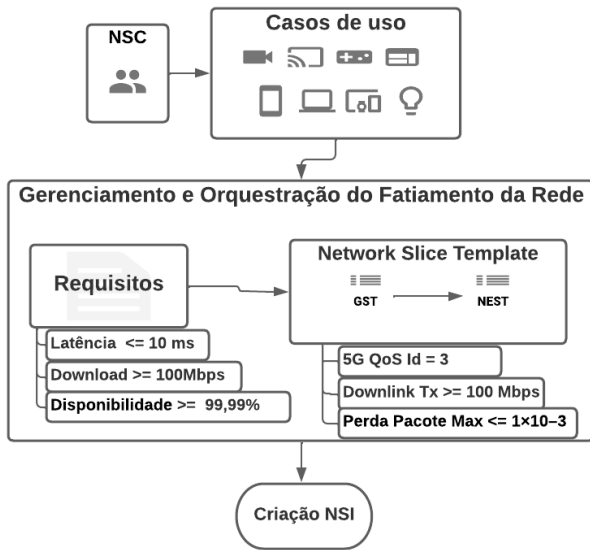 NSC
Casos de uso
Gerenciamento e Orquestração do Fatiamento da Rede
Requisitos
Latência <= 10 ms
Download >= 100Mbps
Disponibilidade >= 99,99%
Network Slice Template
GST
NEST
5G QoS Id = 3
Downlink Tx >= 100 Mbps
Perda Pacote Max <= 1×10–3
Criação NSI